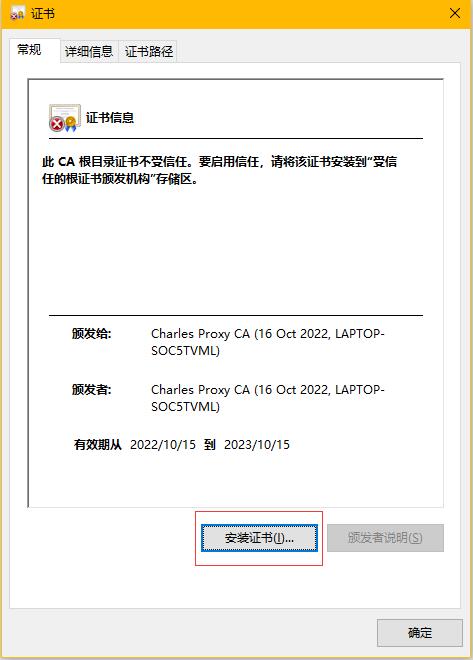 证书
常规 详细信息 证书路径
证书信息
此 CA 根目录证书不受信任。要启用信任，请将该证书安装到"受信
任的根证书颁发机构"存储区。
颁发给: Charles Proxy CA (16 Oct 2022, LAPTOP-
SOC5TVML)
颁发者: Charles Proxy CA (16 Oct 2022, LAPTOP-
SOC5TVML)
有效期从 2022/10/15 到 2023/10/15
安装证书(I)... 颁发者说明(S)
确定